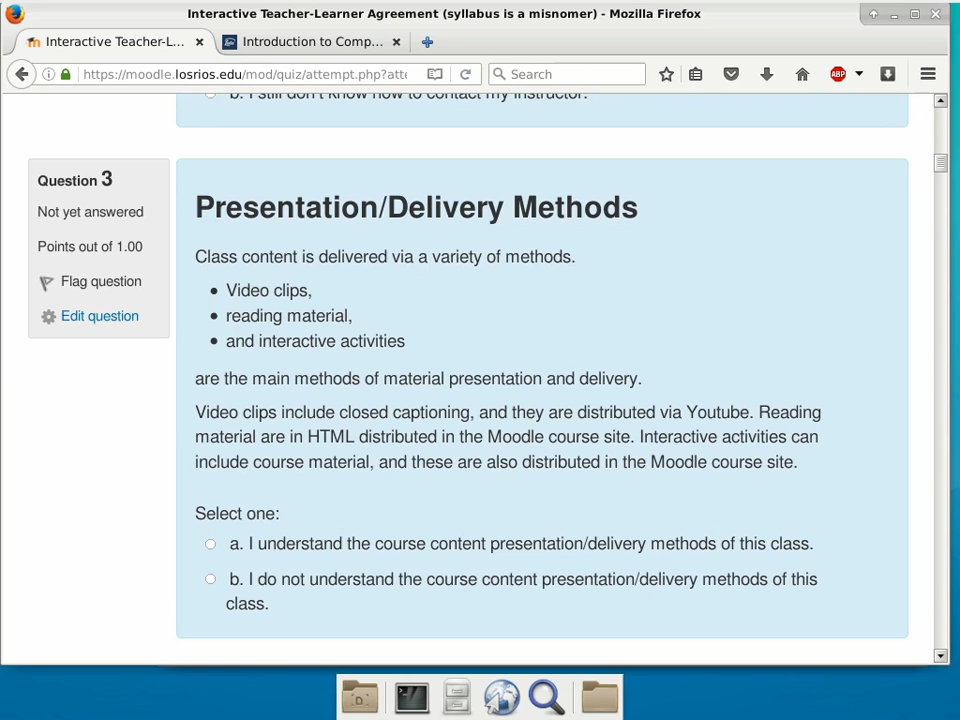 Interactive Teacher-Learner Agreement (syllabus is a misnomer) - Mozilla Firefox
Interactive Teacher-L...
Introduction to Comp...
https://moodle.losrios.edu/mod/quiz/attempt.php?atte
Search
ABP
b. I still don't know how to contact my instructor.
Question 3
Not yet answered
Points out of 1.00
Flag question
Edit question
Presentation/Delivery Methods
Class content is delivered via a variety of methods.
Video clips,
reading material,
and interactive activities
are the main methods of material presentation and delivery.
Video clips include closed captioning, and they are distributed via Youtube. Reading
material are in HTML distributed in the Moodle course site. Interactive activities can
include course material, and these are also distributed in the Moodle course site.
Select one:
a. I understand the course content presentation/delivery methods of this class.
b. I do not understand the course content presentation/delivery methods of this
class.